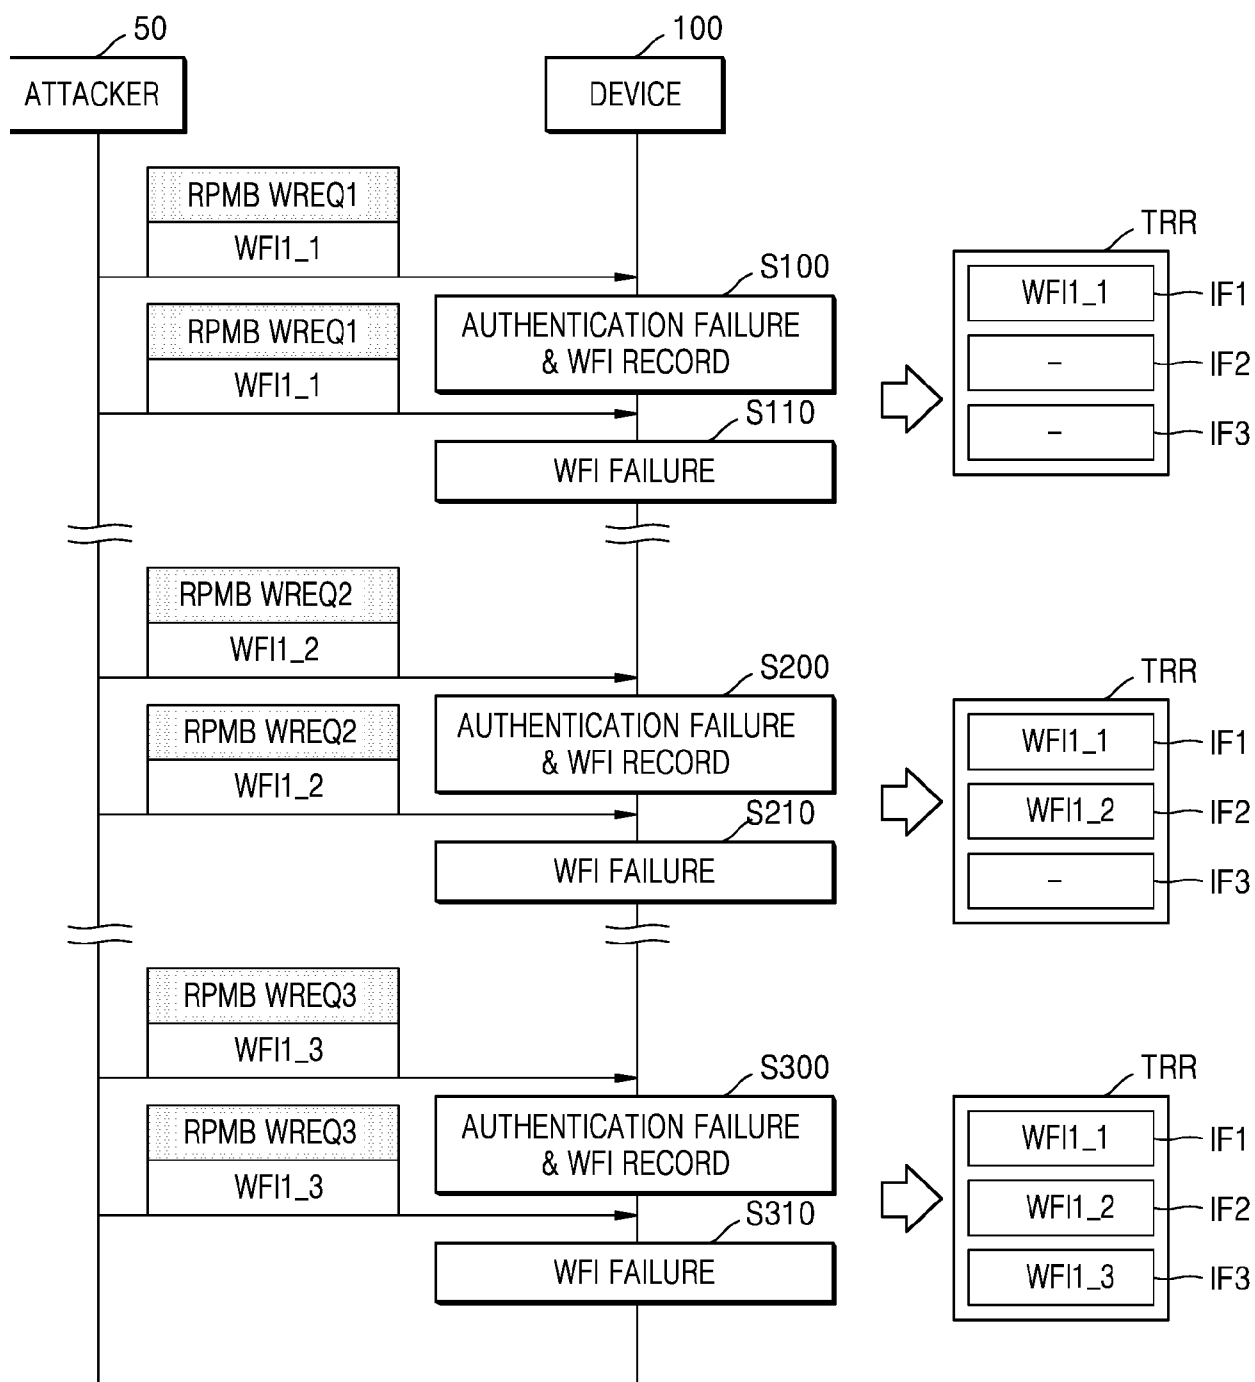 50
100
ATTACKER
DEVICE
RPMB WREQ1
WFI1_1
S100
AUTHENTICATION FAILURE
& WFI RECORD
RPMB WREQ1
WFI1_1
S110
WFI FAILURE
TRR
WFI1_1
IF1
–
IF2
–
IF3
RPMB WREQ2
WFI1_2
S200
AUTHENTICATION FAILURE
& WFI RECORD
RPMB WREQ2
WFI1_2
S210
WFI FAILURE
TRR
WFI1_1
IF1
WFI1_2
IF2
–
IF3
RPMB WREQ3
WFI1_3
S300
AUTHENTICATION FAILURE
& WFI RECORD
RPMB WREQ3
WFI1_3
S310
WFI FAILURE
TRR
WFI1_1
IF1
WFI1_2
IF2
WFI1_3
IF3